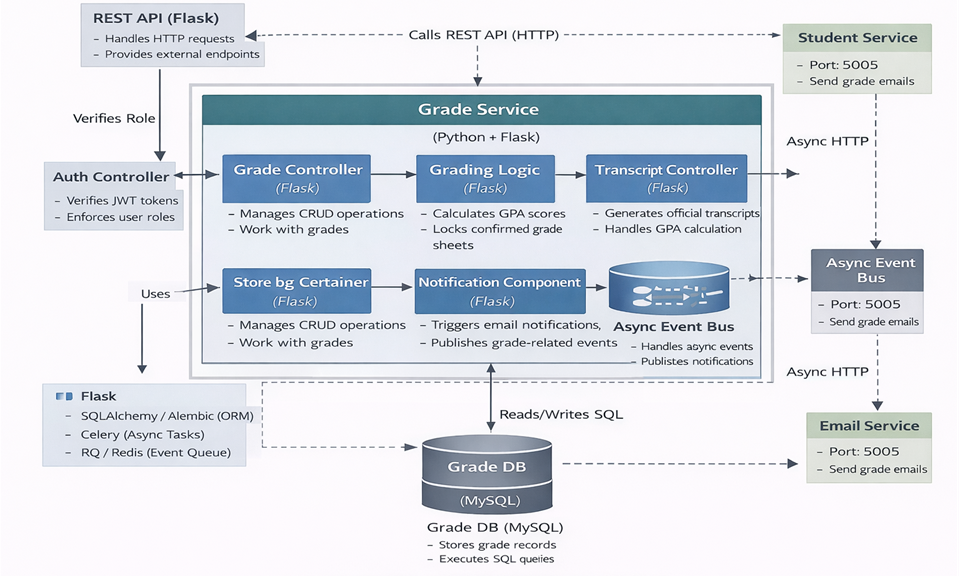 REST API (Flask)
– Handles HTTP requests
– Provides external endpoints
Calls REST API (HTTP)
Student Service
– Port: 5005
– Send grade emails
Verifies Role
Async HTTP
Auth Controller
– Verifies JWT tokens
– Enforces user roles
Grade Service
(Python + Flask)
Grade Controller
(Flask)
– Manages CRUD operations
– Work with grades
Grading Logic
(Flask)
– Calculates GPA scores
– Locks confirmed grade
sheets
Transcript Controller
(Flask)
– Generates official transcripts
– Handles GPA calculation
Uses
Store bg Certainer
(Flask)
– Manages CRUD operations
– Work with grades
Notification Component
(Flask)
– Triggers email notifications,
– Publishes grade-related events
Async Event Bus
– Handles async events
– Publistes notifications
Async Event
Bus
– Port: 5005
– Send grade emails
Async HTTP
Flask
– SQLAlchemy / Alembic (ORM)
– Celery (Async Tasks)
– RQ / Redis (Event Queue)
Reads/Writes SQL
Grade DB
(MySQL)
Grade DB (MySQL)
– Stores grade records
– Executes SQL queries
Email Service
– Port: 5005
– Send grade emails